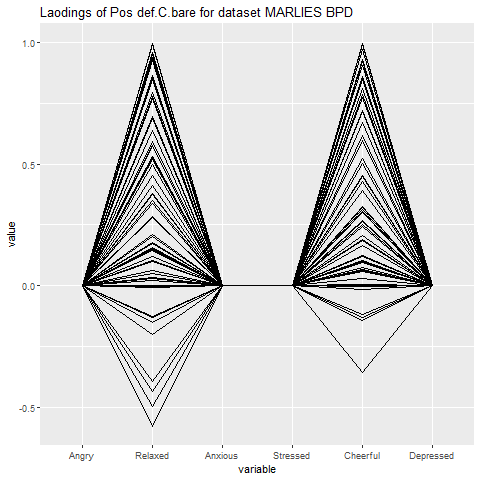 Laodings of Pos def.C.bare for dataset MARLIES BPD
1.0
0.5
0.0
-0.5
value
Angry Relaxed Anxious Stressed Cheerful Depressed
variable